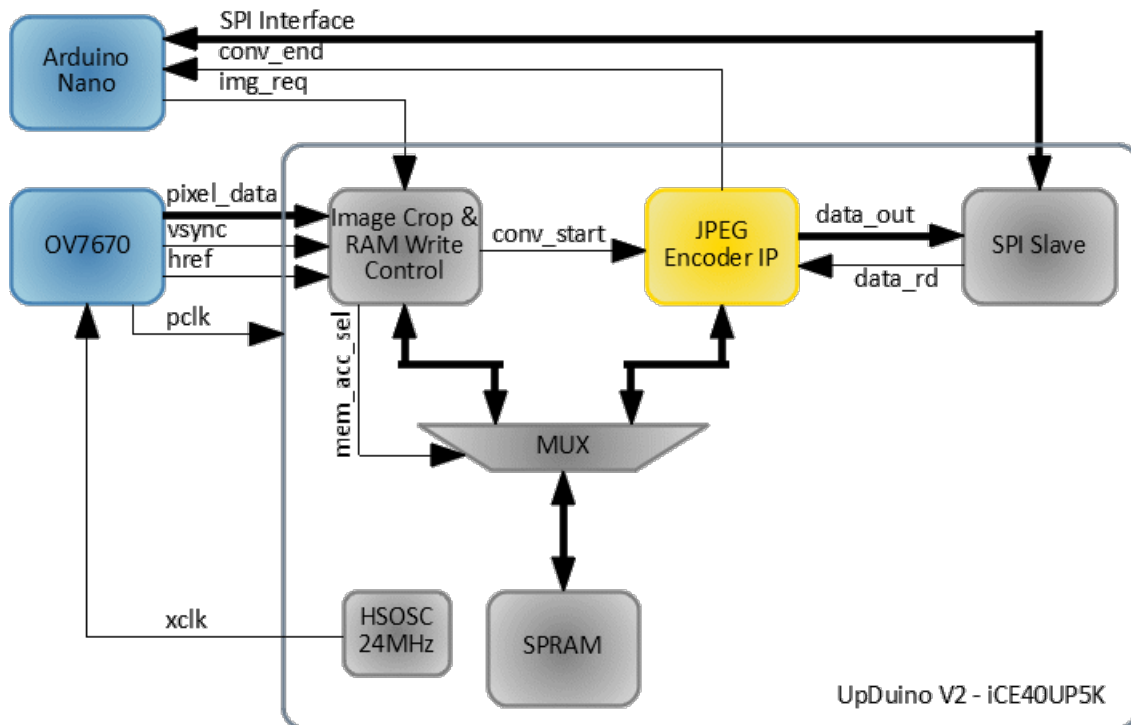 SPI Interface
Arduino
Nano
conv_end
img_req
pixel_data
OV7670
vsync
href
pclk
Image Crop &
RAM Write
Control
conv_start
JPEG
Encoder IP
data_out
data_rd
SPI Slave
mem_acc_sel
MUX
xclk
HSOSC
24MHz
SPRAM
UpDuino V2 - iCE40UP5K